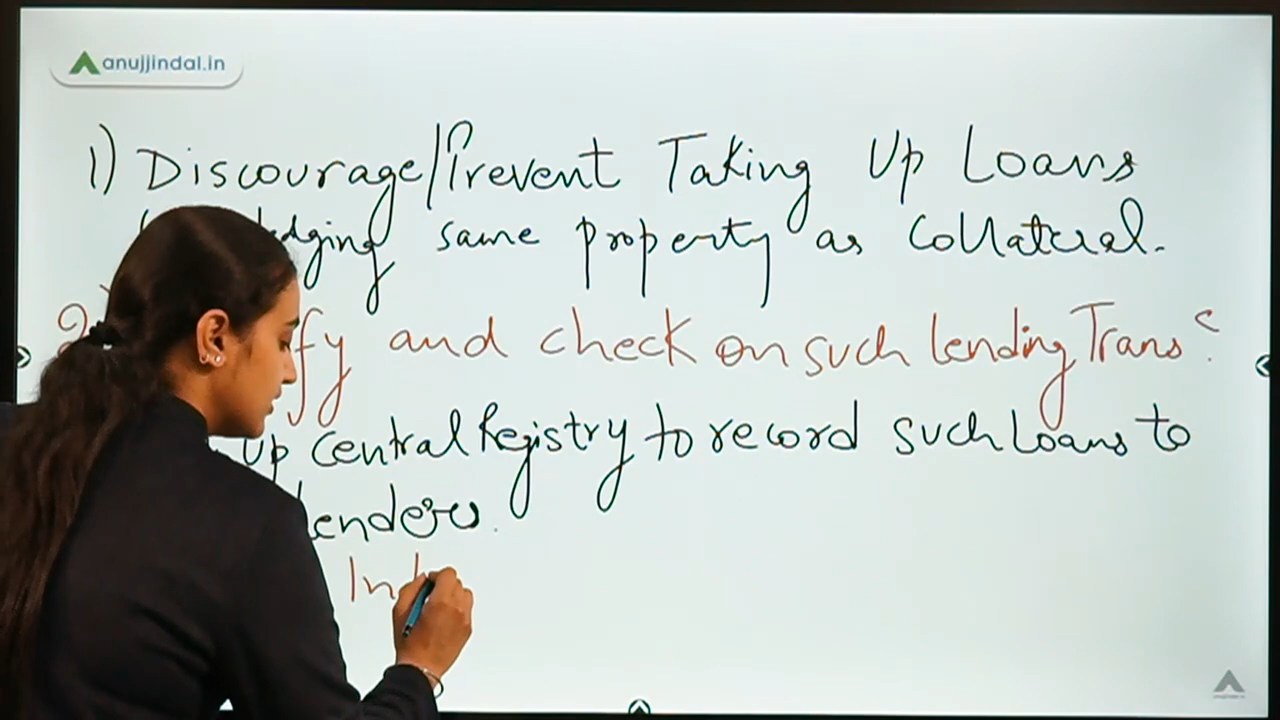 anujjindal.in
1) Discourage/Prevent Taking Up Loans
same property as Collateral.
and check on such lending Trans
up central Registry to record such Loans to
lenders.